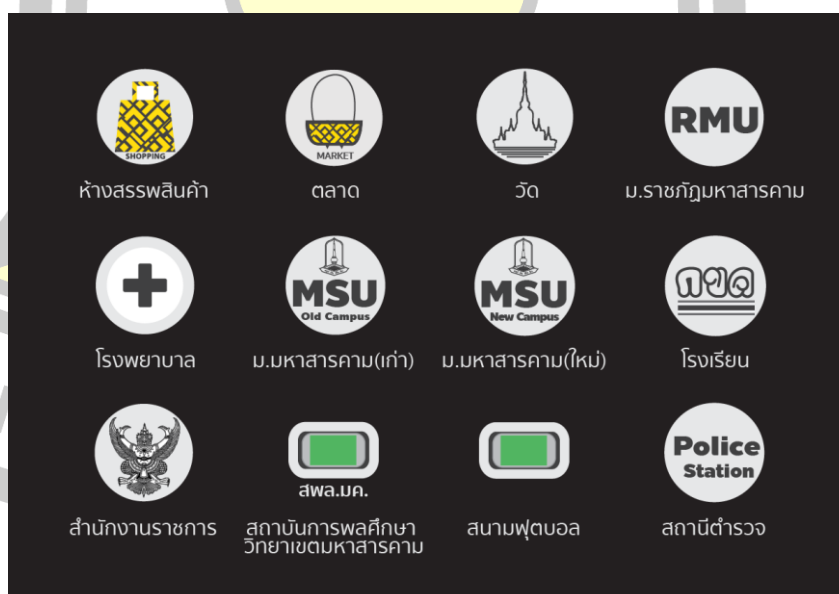 SHOPPING
MARKET
RMU
ห้างสรรพสินค้า
ตลาด
วัด
ม.ราชภัฏมหาสารคาม
MSU
Old Campus
MSU
New Campus
กขค
โรงพยาบาล
ม.มหาสารคาม(เก่า)
ม.มหาสารคาม(ใหม่)
โรงเรียน
Police
Station
สพล.มค.
สำนักงานราชการ
สถาบันการพลศึกษา
วิทยาเขตมหาสารคาม
สนามฟุตบอล
สถานีตำรวจ